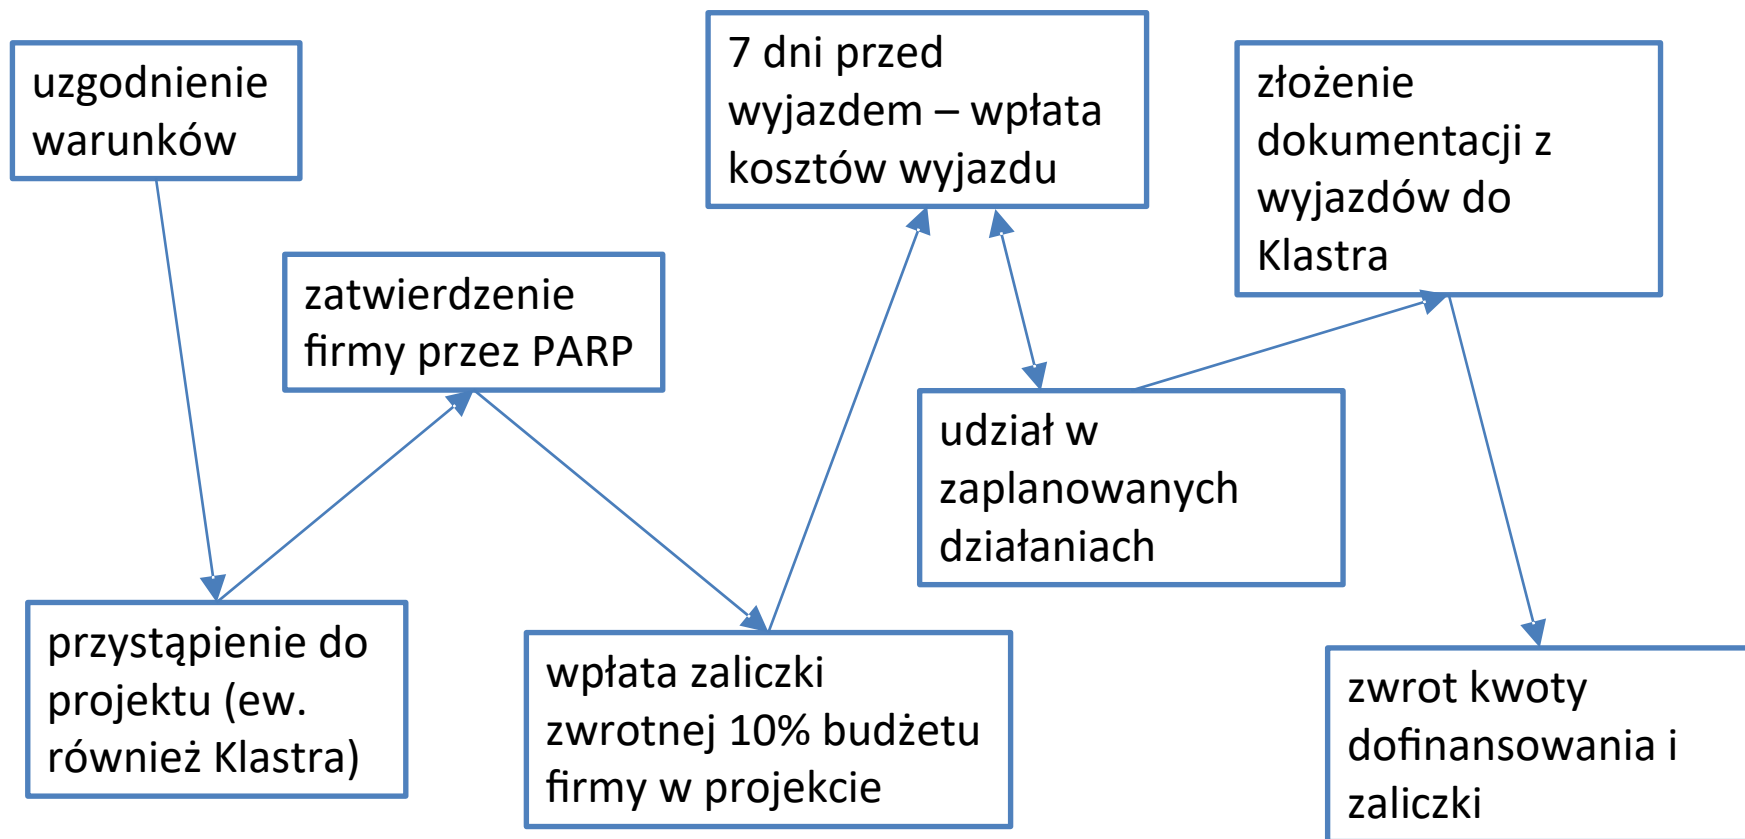 uzgodnienie
warunków
przystąpienie do
projektu (ew.
również Klastra)
zatwierdzenie
firmy przez PARP
wpłata zaliczki
zwrotnej 10% budżetu
firmy w projekcie
7 dni przed
wyjazdem – wpłata
kosztów wyjazdu
udział w
zaplanowanych
działaniach
złożenie
dokumentacji z
wyjazdów do
Klastra
zwrot kwoty
dofinansowania i
zaliczki